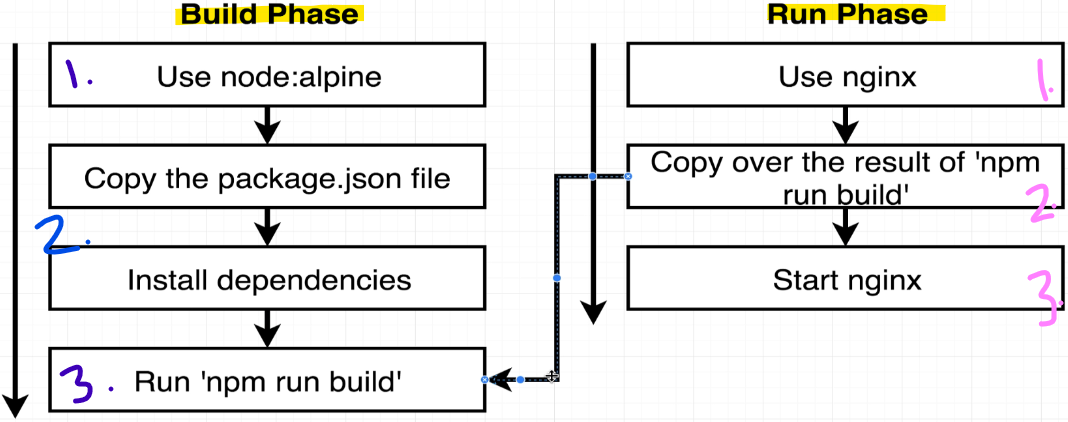 Build Phase
1. Use node:alpine
Copy the package.json file
2.
Install dependencies
3. Run 'npm run build'
Run Phase
Use nginx 1.
Copy over the result of 'npm
run build' 2.
Start nginx 3.